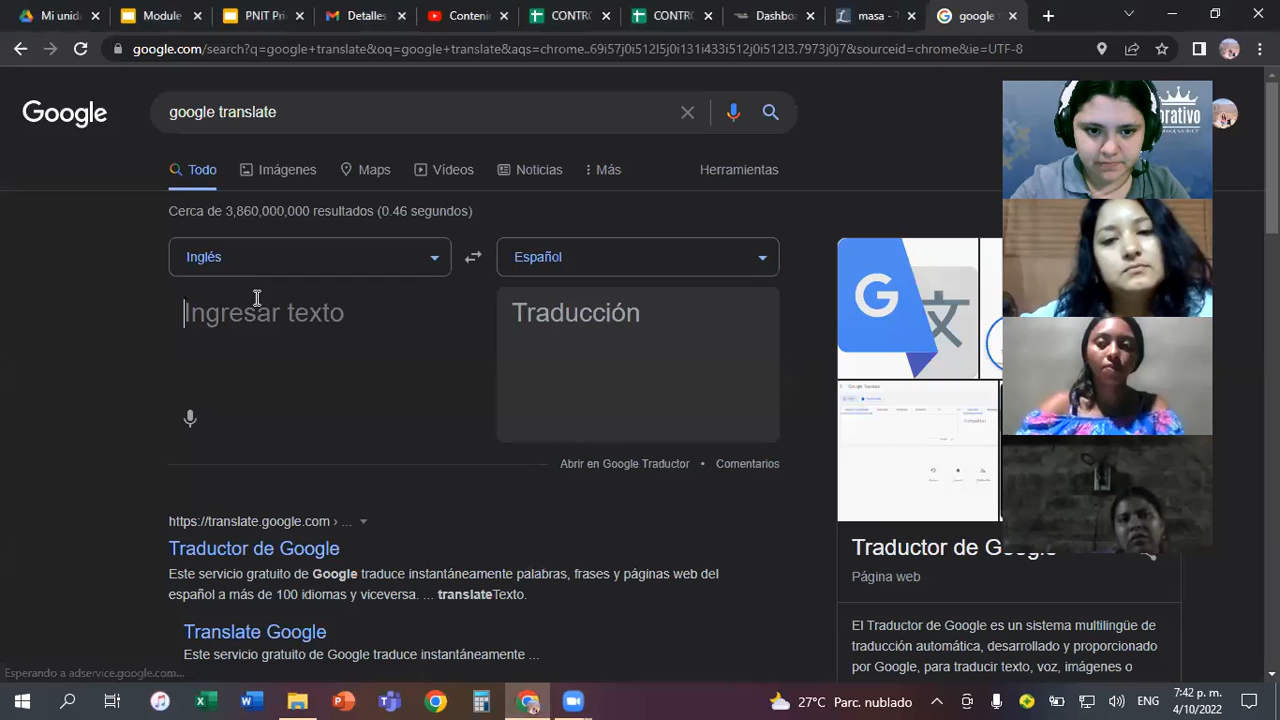 Mi unida
Module
PNIT Pri
Detalles
Conteni
CONTRO
CONTRO
Dashbo
masa - T
google t
google.com/search?q=google+translate&oq=google+translate&aqs=chrome..69i57j0i512l5j0i131i433i512j0i512l3.7973j0j7&sourceid=chrome&ie=UTF-8
Google
google translate
orativo
Todo
Imágenes
Maps
Vídeos
Noticias
Más
Herramientas
Cerca de 3,860,000,000 resultados (0.46 segundos)
Inglés
Español
Ingresar texto
Traducción
Abrir en Google Traductor • Comentarios
https://translate.google.com › ...
Traductor de Google
Este servicio gratuito de Google traduce instantáneamente palabras, frases y páginas web del
español a más de 100 idiomas y viceversa. ... translateTexto.
Translate Google
Este servicio gratuito de Google traduce instantáneamente ...
Traductor de Google
Página web
El Traductor de Google es un sistema multilingüe de
traducción automática, desarrollado y proporcionado
por Google, para traducir texto, voz, imágenes o
Esperando a adservice.google.com...
27°C Parc. nublado
ENG
7:42 p. m.
4/10/2022